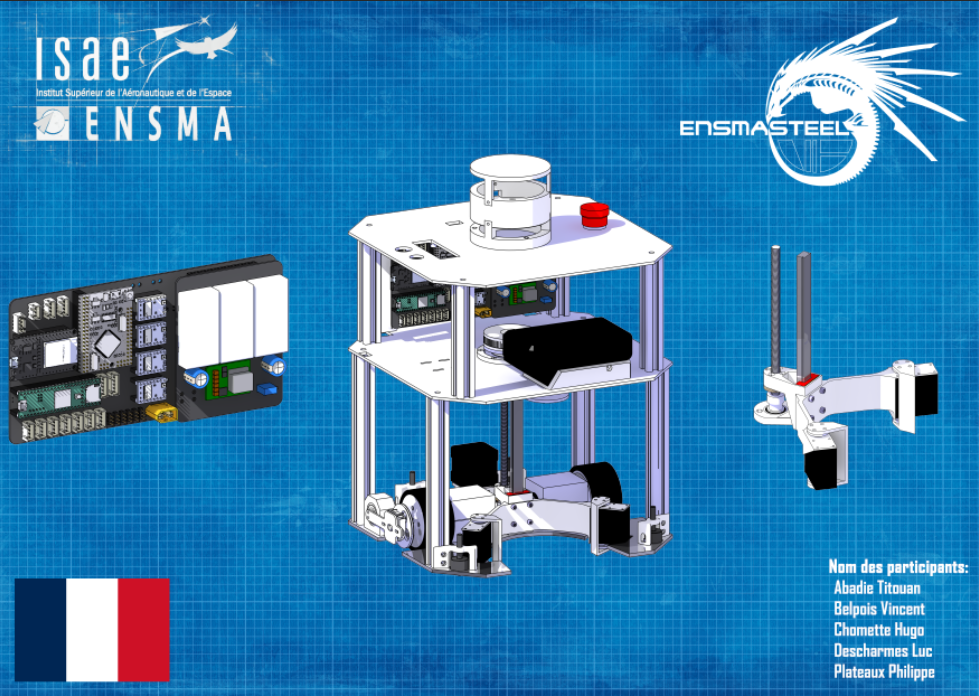 isae
Institut Supérieur de l'Aéronautique et de l'Espace
ENSMA
ENSMASTEEL
VIE
Nom des participants:
Abadie Titouan
Belpois Vincent
Chomette Hugo
Descharmes Luc
Plateaux Philippe